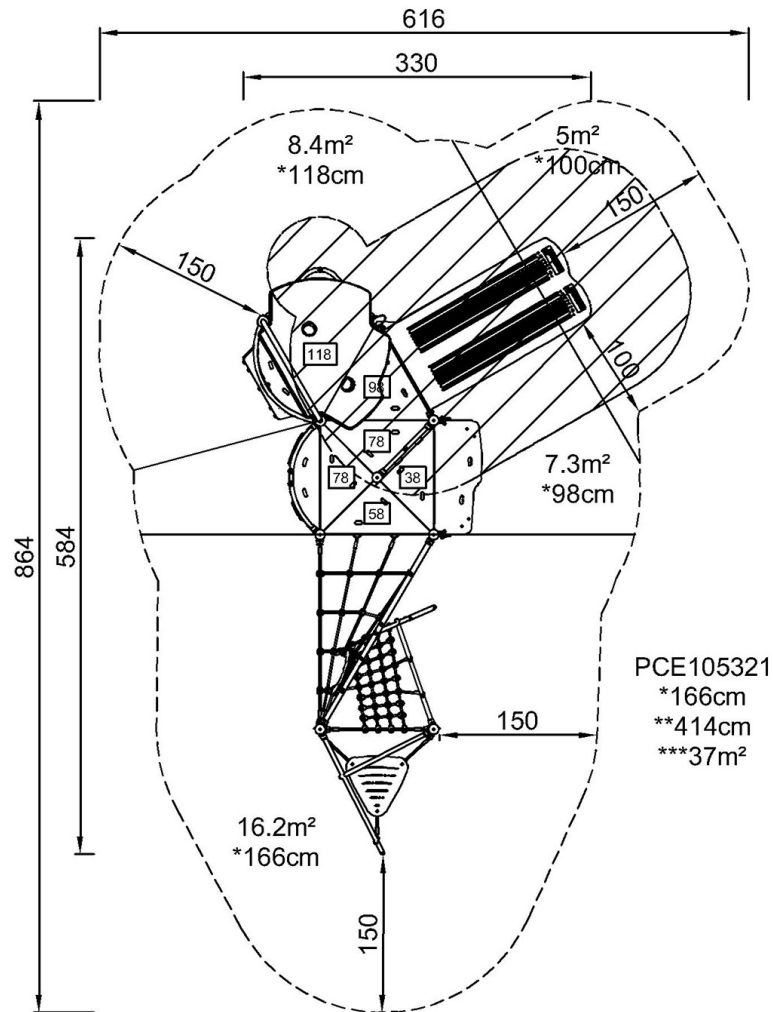 616
330
8.4m²
*118cm
5m²
*100cm
150
150
118
100
98
78
7.3m²
*98cm
78
38
58
864
584
PCE105321
*166cm
**414cm
***37m²
150
16.2m²
*166cm
150